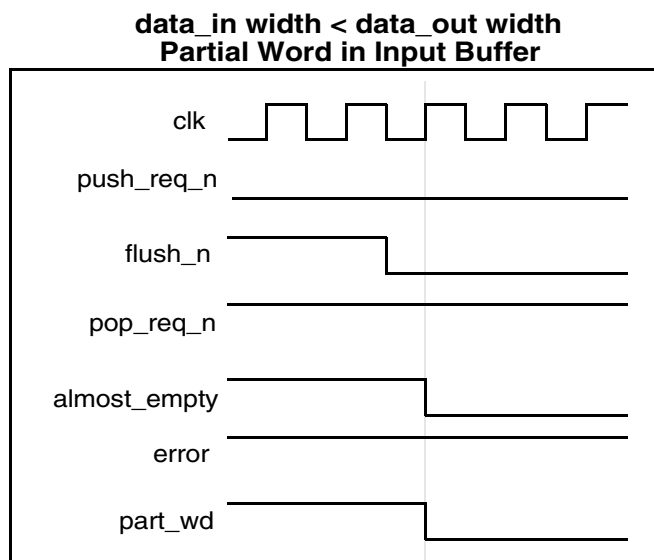 data_in width < data_out width
Partial Word in Input Buffer
clk
push_req_n
flush_n
pop_req_n
almost_empty
error
part_wd